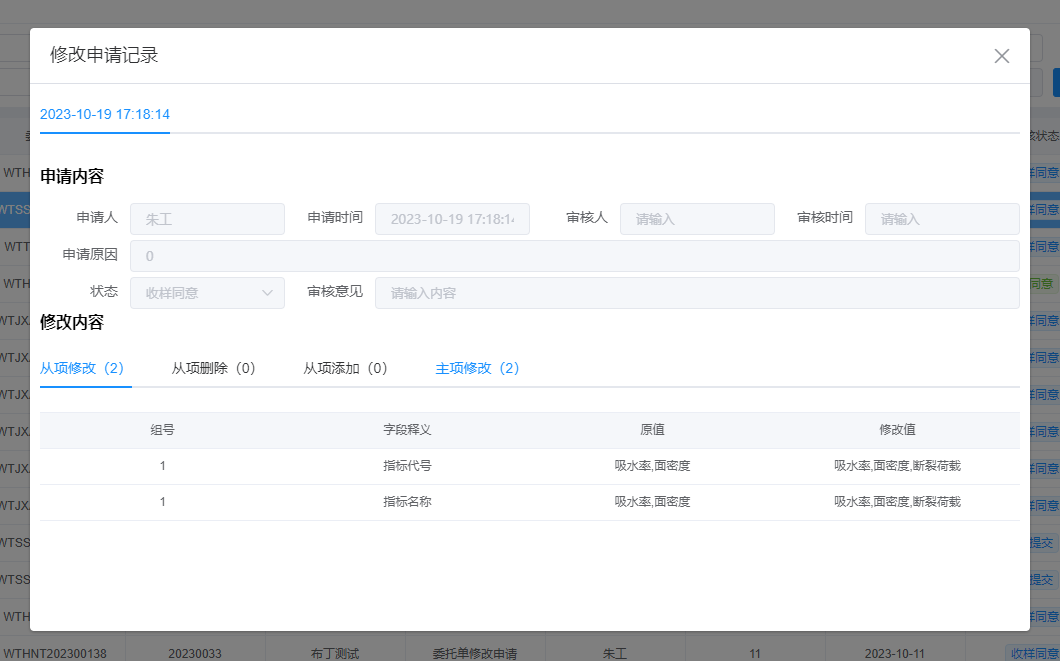 修改申请记录
2023-10-19 17:18:14
申请内容
申请人 朱工 申请时间 2023-10-19 17:18:14 审核人 请输入 审核时间 请输入
申请原因 0
状态 收样同意 审核意见 请输入内容
修改内容
从项修改（2） 从项删除（0） 从项添加（0） 主项修改（2）
组号 字段释义 原值 修改值
1 指标代号 吸水率,面密度 吸水率,面密度,断裂荷载
1 指标名称 吸水率,面密度 吸水率,面密度,断裂荷载
WTHNT202300138 20230033 布丁测试 委托单修改申请 朱工 11 2023-10-11 收样同意